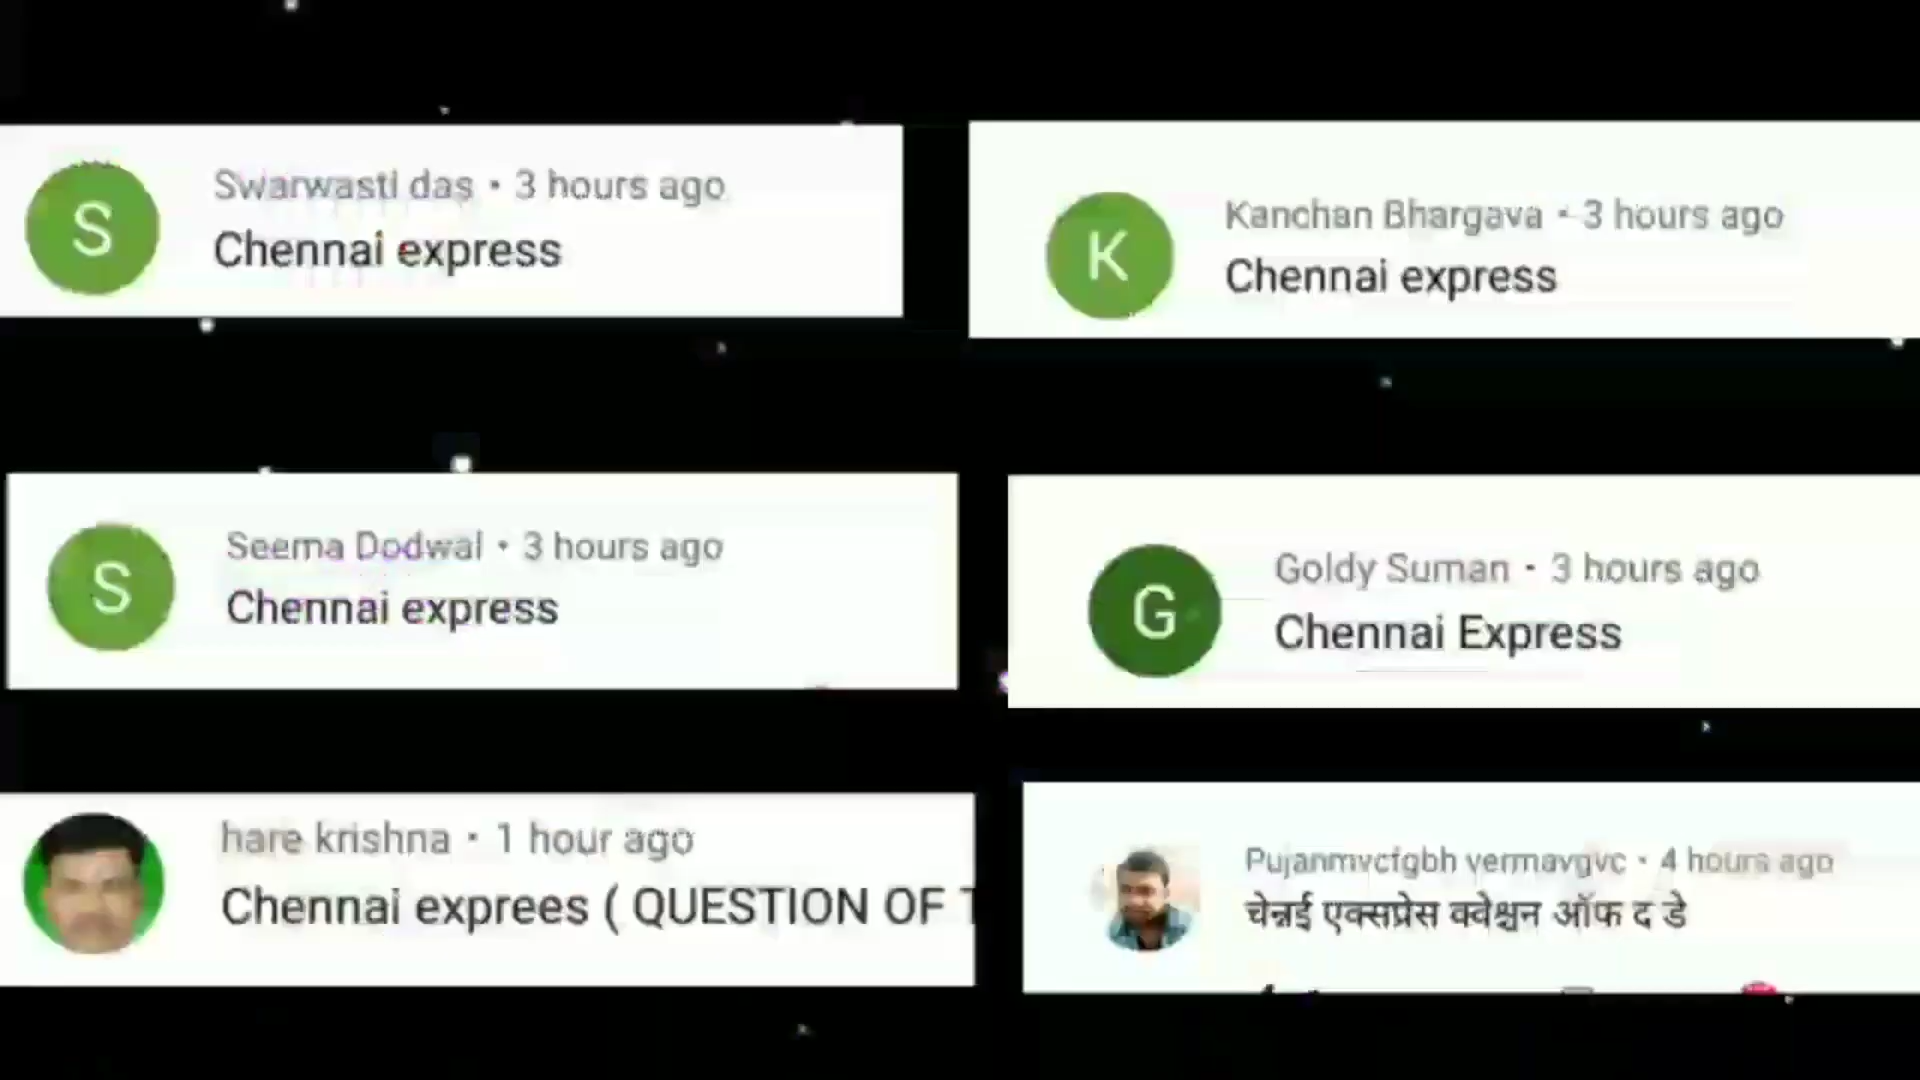 Swarwasti das • 3 hours ago
Chennai express
Kanchan Bhargava • 3 hours ago
Chennai express
Seema Dodwal • 3 hours ago
Chennai express
Goldy Suman • 3 hours ago
Chennai Express
hare krishna • 1 hour ago
Chennai exprees ( QUESTION OF
Pujanmvcfgbh vermavgvc • 4 hours ago
चेन्नई एक्सप्रेस क्वेश्चन ऑफ द डे
S
K
S
G